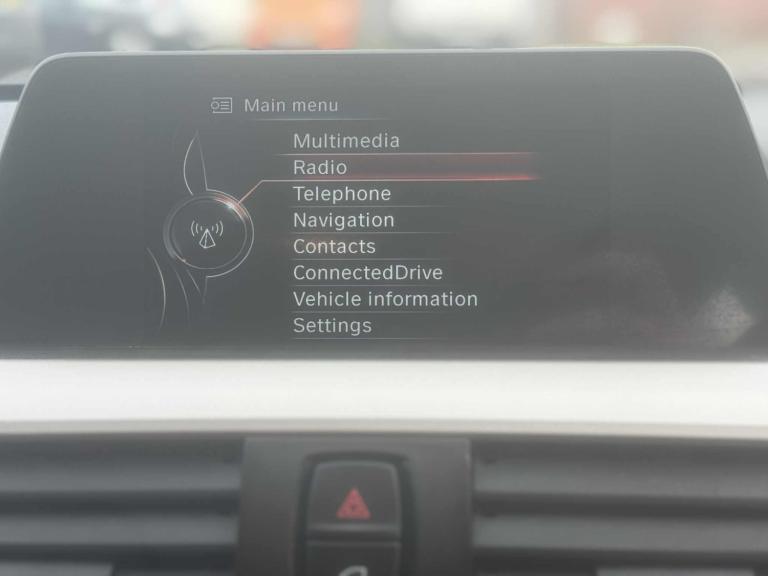 Main menu
Multimedia
Radio
Telephone
Navigation
Contacts
ConnectedDrive
Vehicle information
Settings